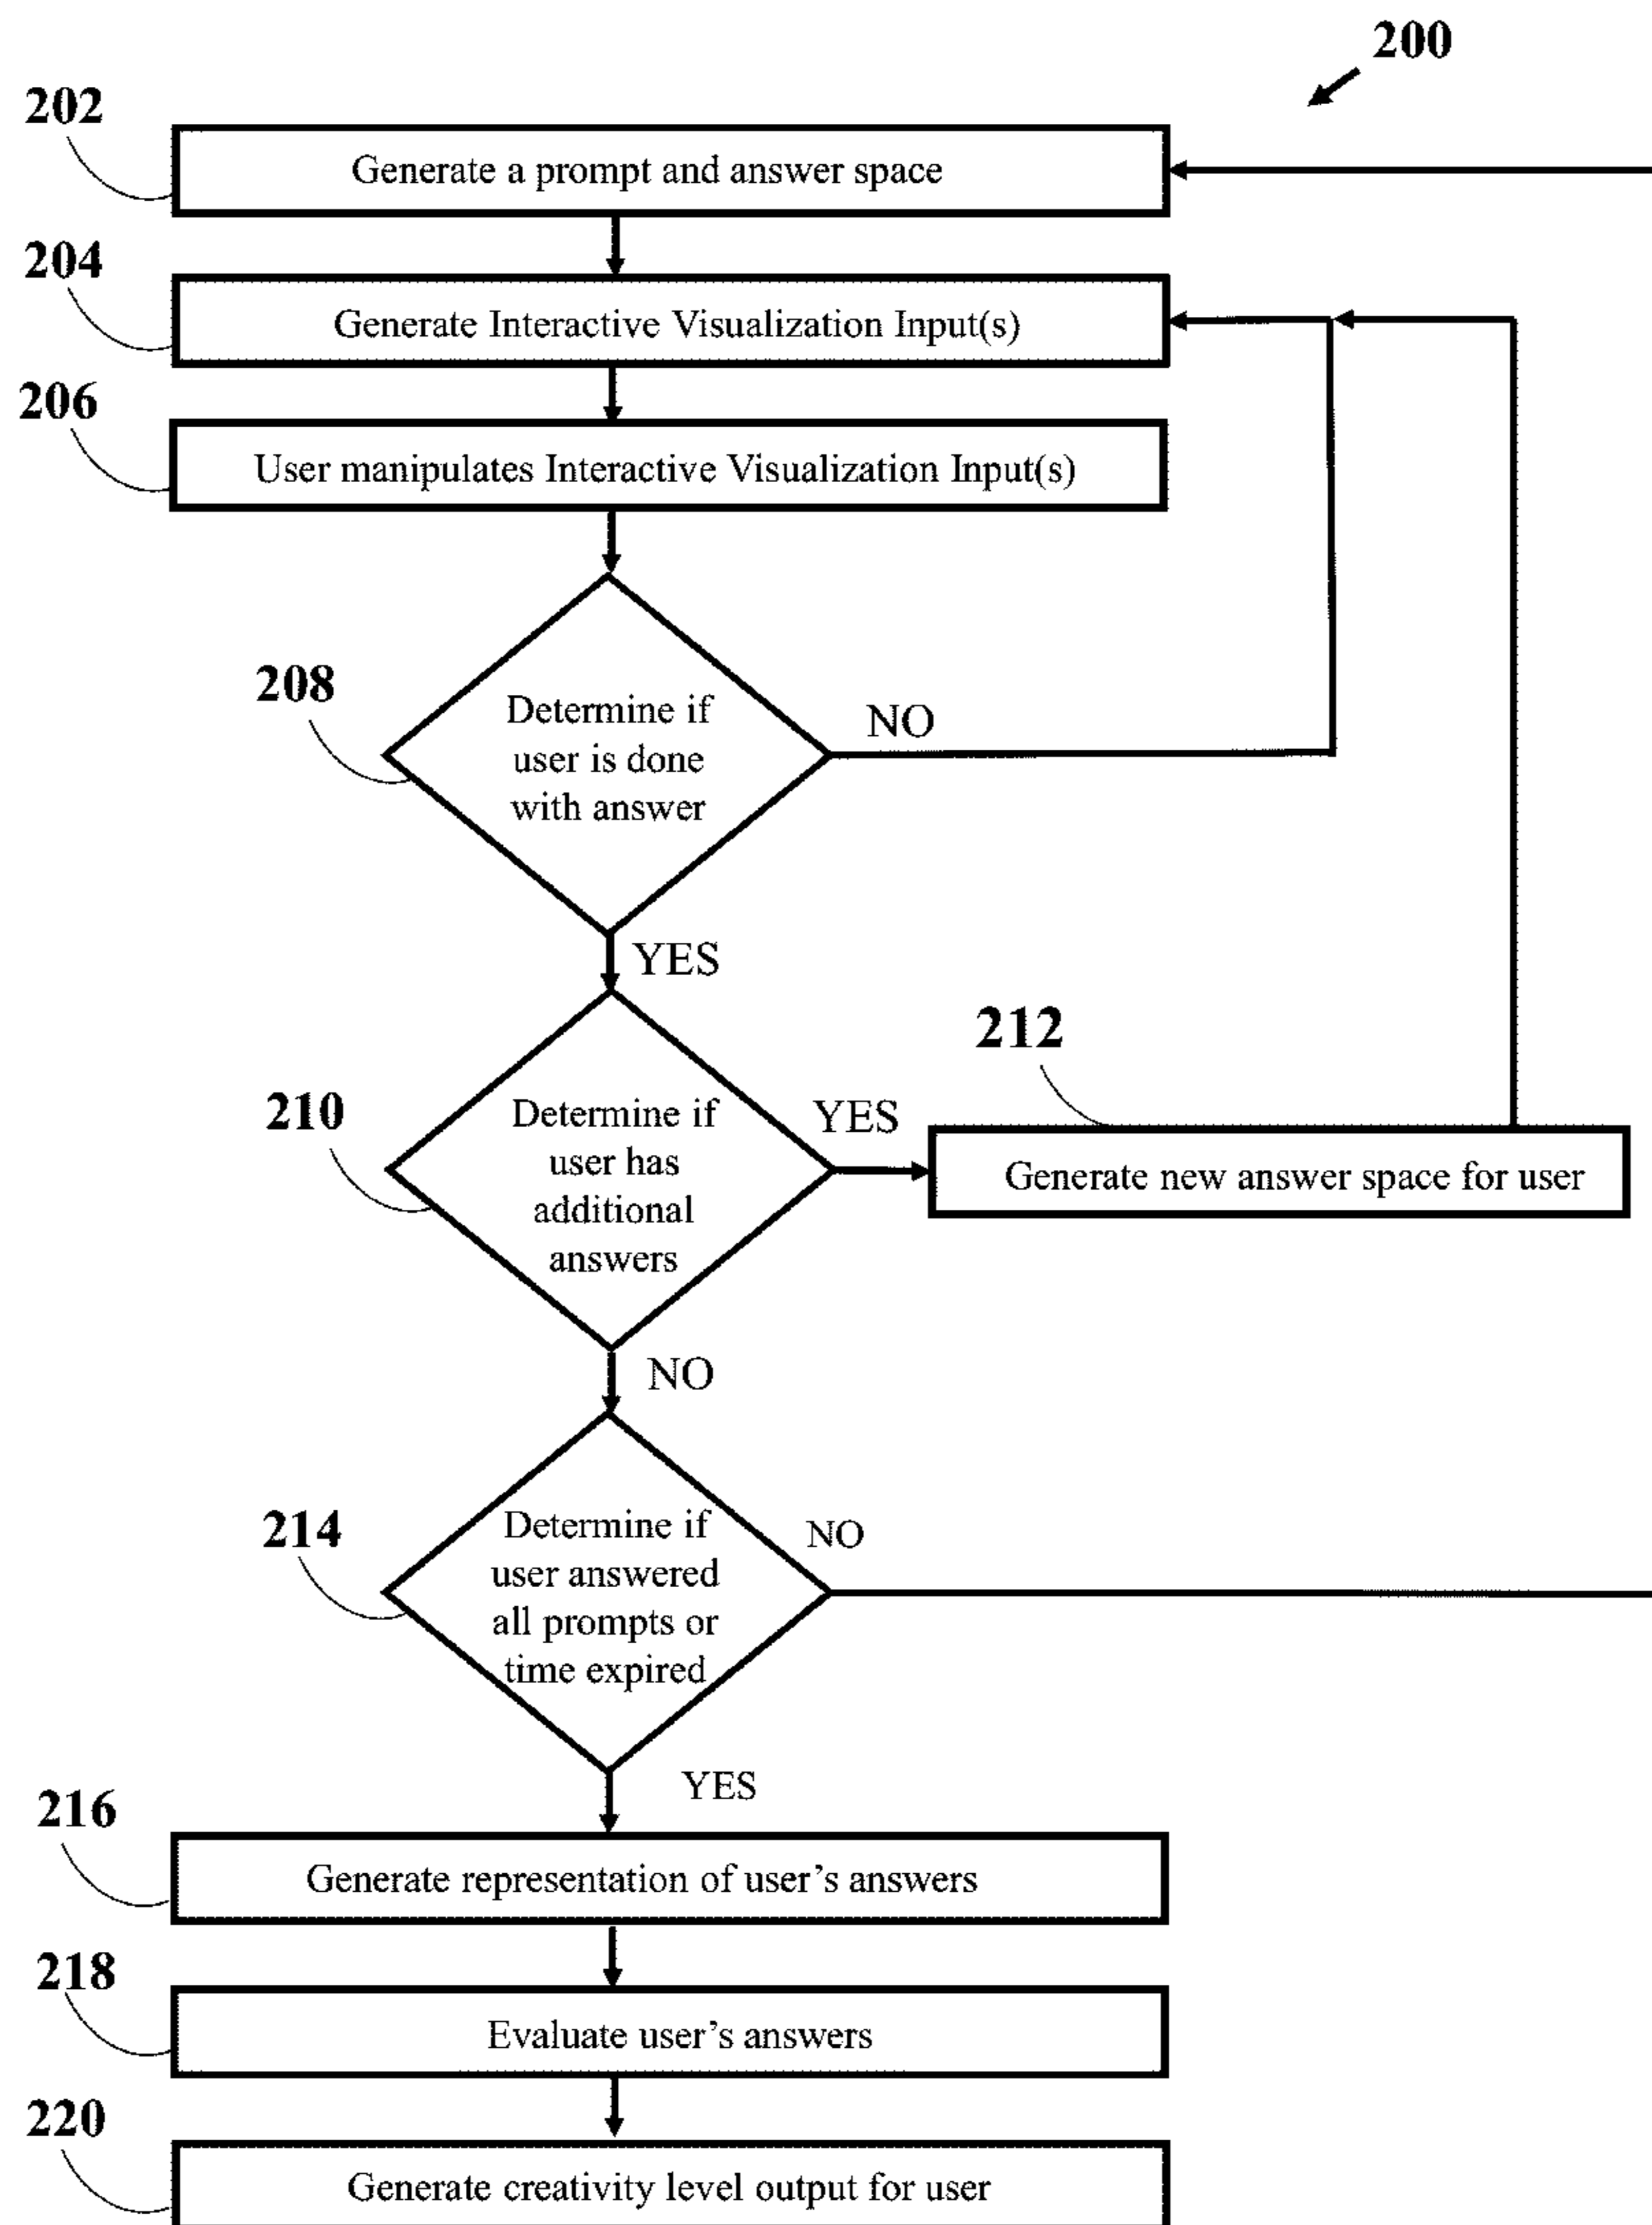 200
202
Generate a prompt and answer space
204
Generate Interactive Visualization Input(s)
206
User manipulates Interactive Visualization Input(s)
208
Determine if
user is done
with answer
NO
YES
212
210
Determine if
user has
additional
answers
YES
Generate new answer space for user
NO
214
Determine if
user answered
all prompts or
time expired
NO
YES
216
Generate representation of user's answers
218
Evaluate user's answers
220
Generate creativity level output for user